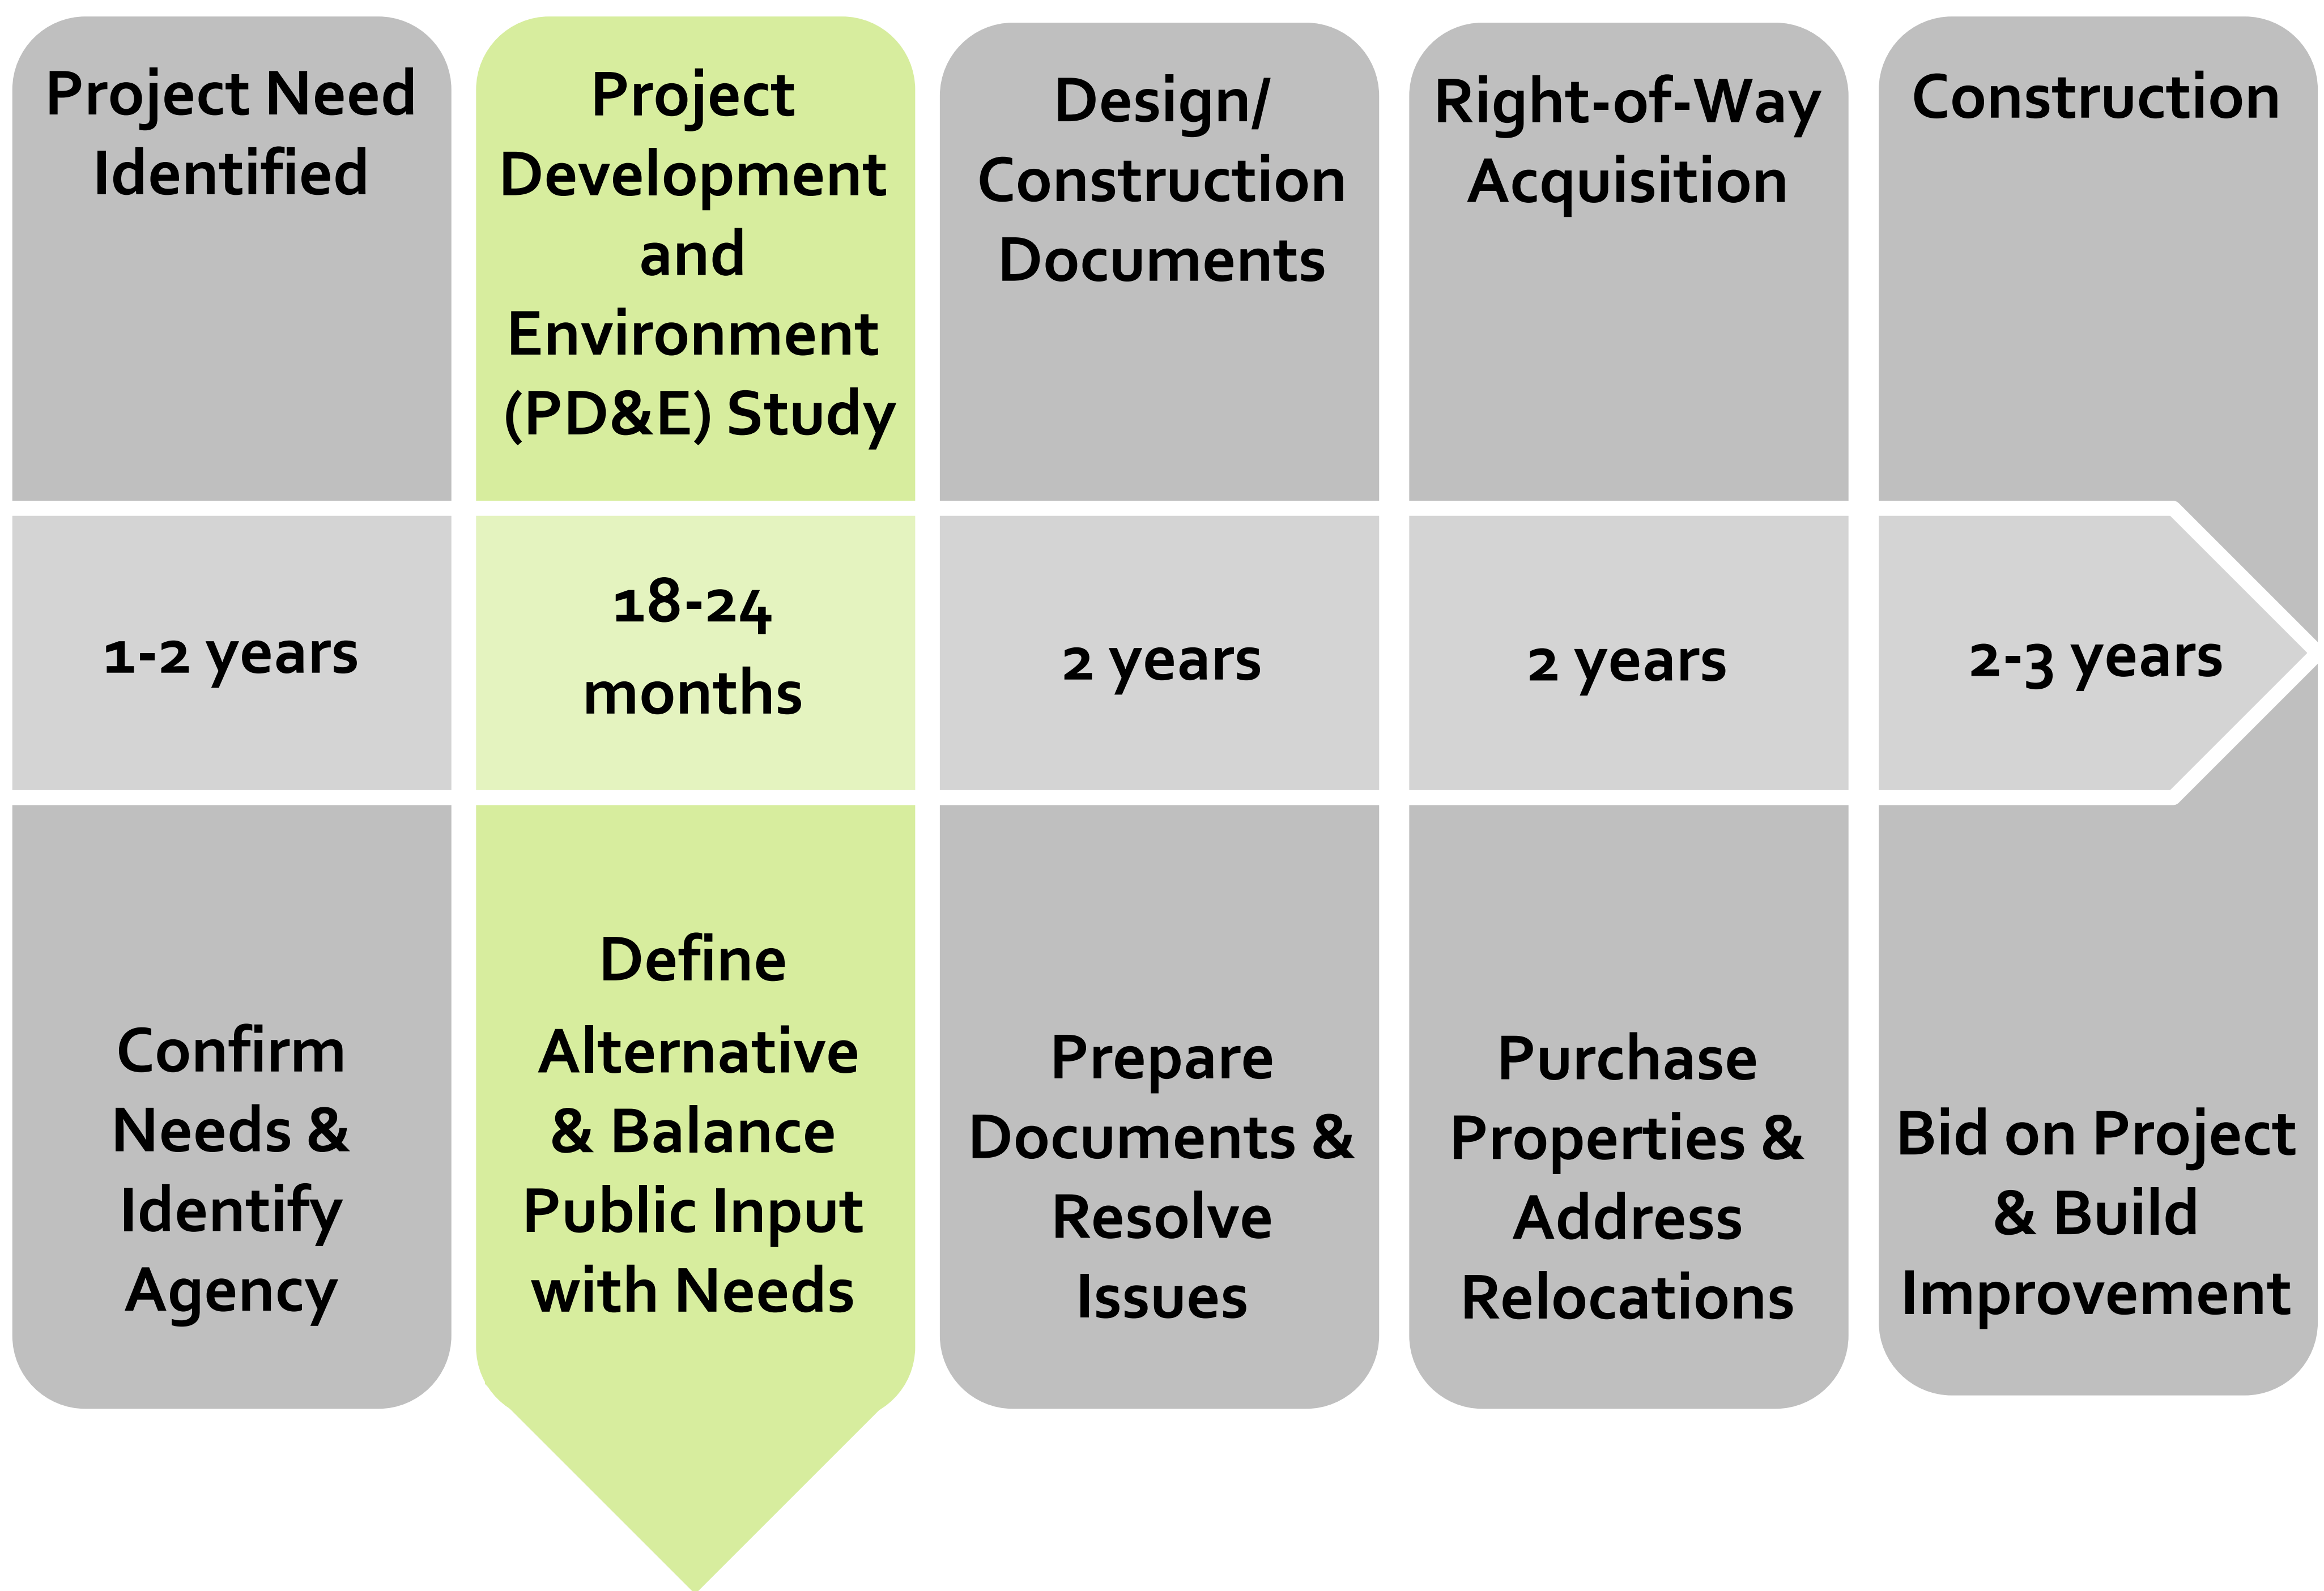 Project Need
Identified
Project
Development
and
Environment
(PD&E) Study
Design/
Construction
Documents
Right-of-Way
Acquisition
Construction
1-2 years
18-24
months
2 years
2 years
2-3 years
Confirm
Needs &
Identify
Agency
Define
Alternative
& Balance
Public Input
with Needs
Prepare
Documents &
Resolve
Issues
Purchase
Properties &
Address
Relocations
Bid on Project
& Build
Improvement